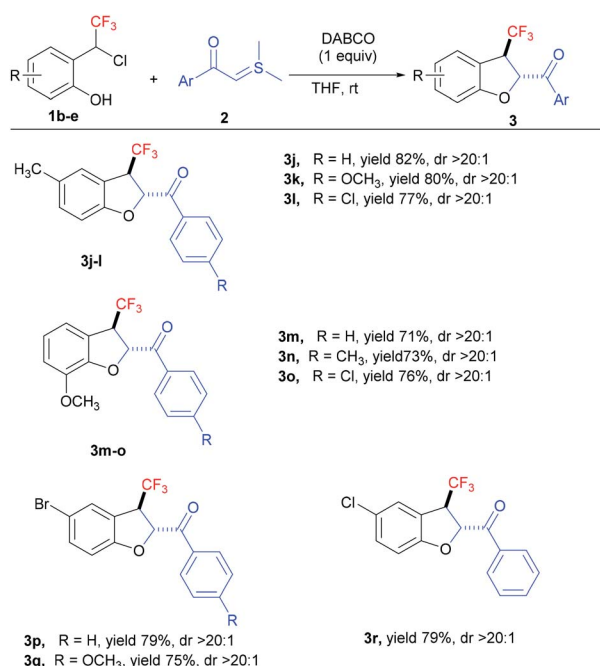 CF3
Cl
R
OH
1b-e
+
O
Ar
S
2
DABCO
(1 equiv)
THF, rt
CF3
R
O
O
Ar
3
H3C
CF3
O
O
R
3j-l
3j, R = H, yield 82%, dr >20:1
3k, R = OCH3, yield 80%, dr >20:1
3l, R = Cl, yield 77%, dr >20:1
CF3
O
O
OCH3
R
3m-o
3m, R = H, yield 71%, dr >20:1
3n, R = CH3, yield73%, dr >20:1
3o, R = Cl, yield 76%, dr >20:1
Br
CF3
O
O
R
3p, R = H, yield 79%, dr >20:1
3q, R = OCH3, yield 75%, dr >20:1
Cl
CF3
O
O
3r, yield 79%, dr >20:1